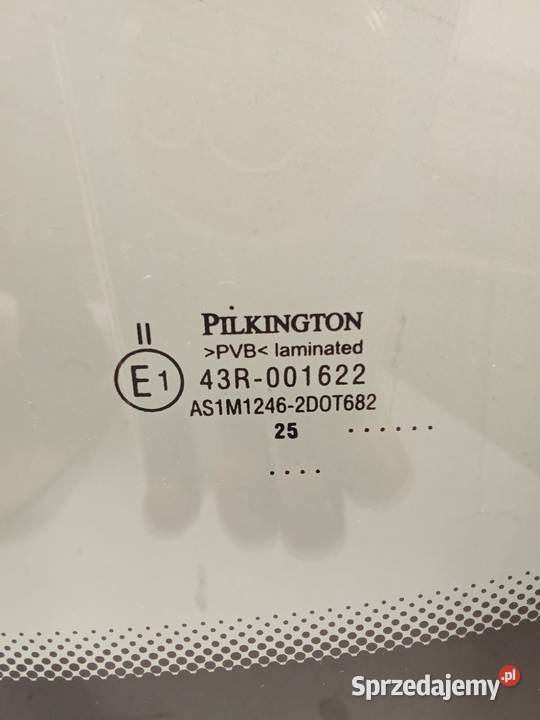 II
PILKINGTON
>PVB< laminated
E1 43R-001622
AS1M1246-2DOT682
25 ......
....
Sprzedajemy.pl